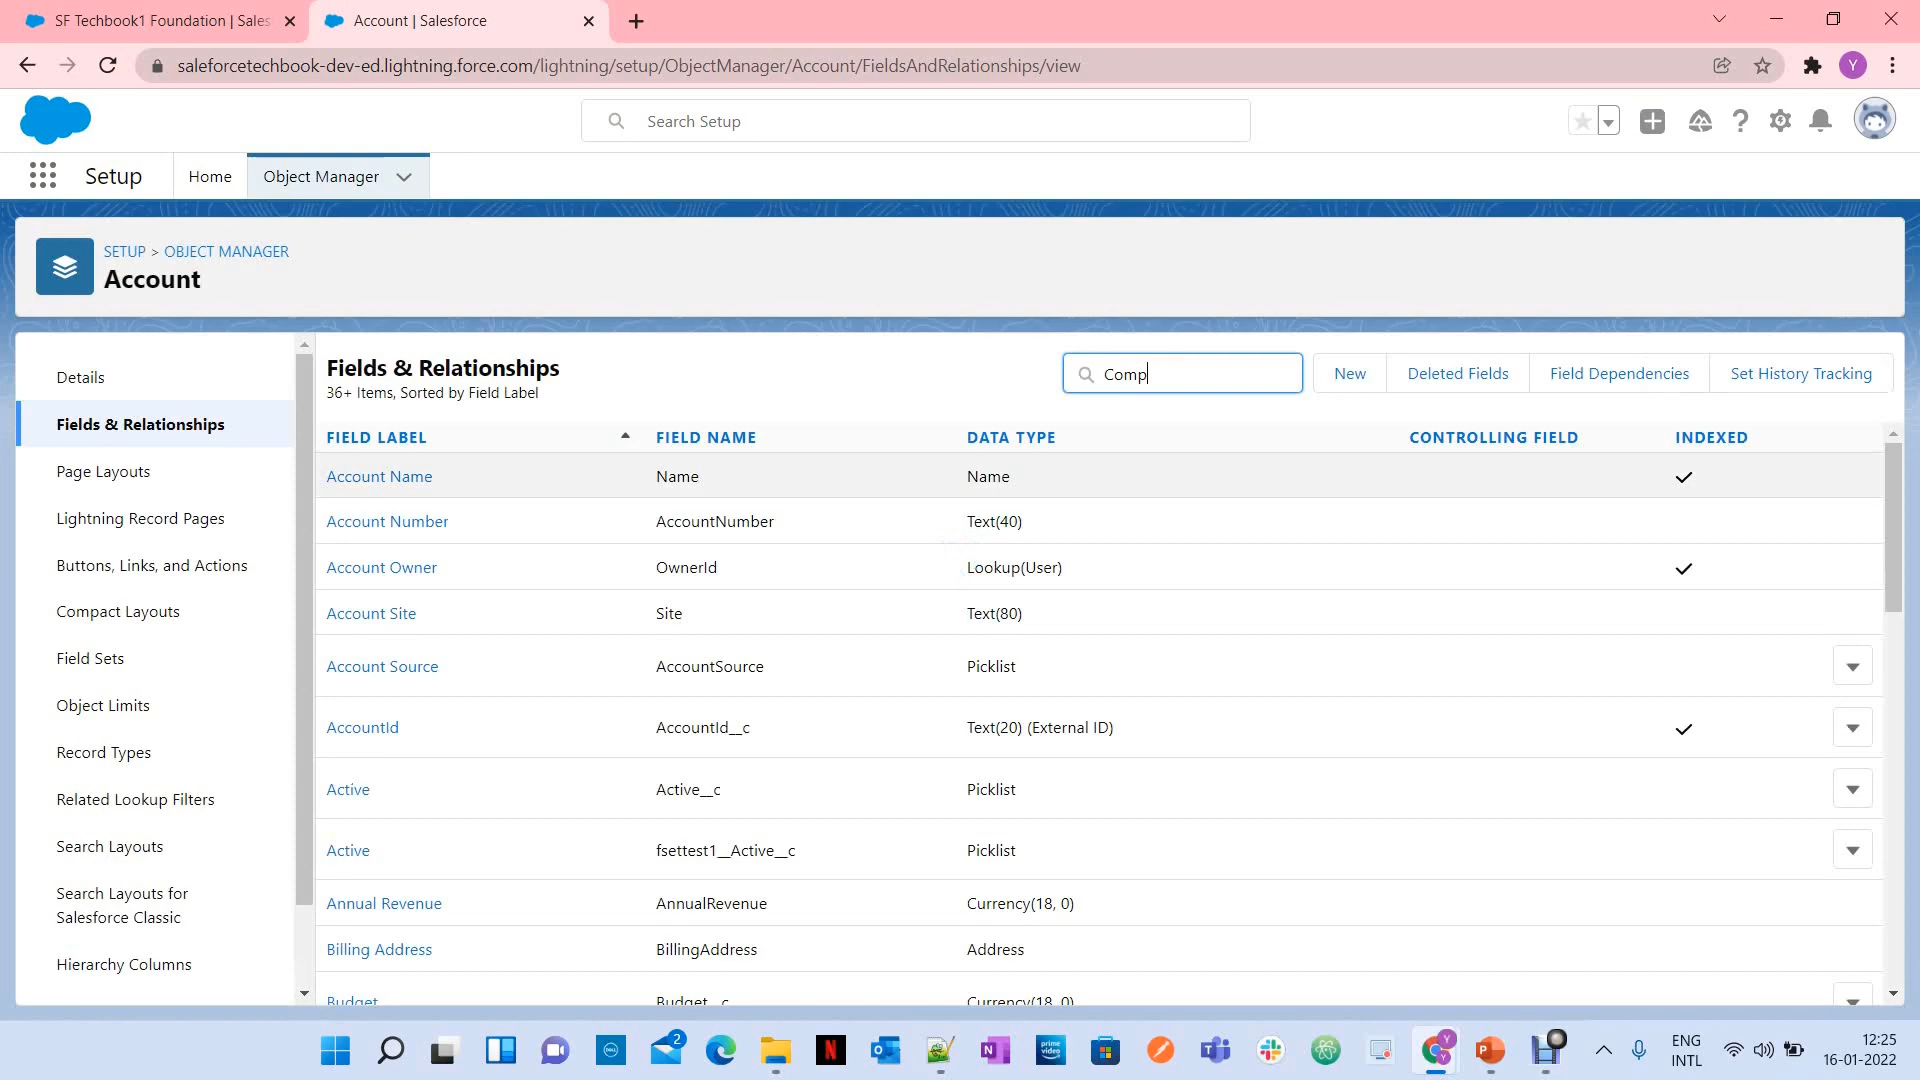 SF Techbook1 Foundation | Sales
Account | Salesforce
saleforcetechbook-dev-ed.lightning.force.com/lightning/setup/ObjectManager/Account/FieldsAndRelationships/view
Y
Search Setup
Setup
Home
Object Manager
SETUP > OBJECT MANAGER
Account
Details
Fields & Relationships
Page Layouts
Lightning Record Pages
Buttons, Links, and Actions
Compact Layouts
Field Sets
Object Limits
Record Types
Related Lookup Filters
Search Layouts
Search Layouts for
Salesforce Classic
Hierarchy Columns
Fields & Relationships
36+ Items, Sorted by Field Label
Comp
New
Deleted Fields
Field Dependencies
Set History Tracking
FIELD LABEL FIELD NAME DATA TYPE CONTROLLING FIELD INDEXED
Account Name Name Name
Account Number AccountNumber Text(40)
Account Owner OwnerId Lookup(User)
Account Site Site Text(80)
Account Source AccountSource Picklist
AccountId AccountId__c Text(20) (External ID)
Active Active__c Picklist
Active fsettest1__Active__c Picklist
Annual Revenue AnnualRevenue Currency(18, 0)
Billing Address BillingAddress Address
Budget Budget__c Currency(18, 0)
2
ENG
INTL
12:25
16-01-2022